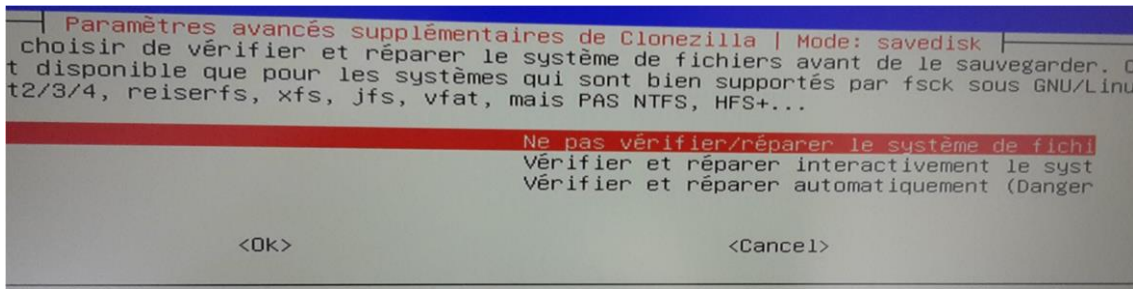 Paramètres avancés supplémentaires de Clonezilla | Mode: savedisk
choisir de vérifier et réparer le système de fichiers avant de le sauvegarder.
t disponible que pour les systèmes qui sont bien supportés par fsck sous GNU/Linu
t2/3/4, reiserfs, xfs, jfs, vfat, mais PAS NTFS, HFS+...
Ne pas vérifier/réparer le système de fichi
Vérifier et réparer interactivement le syst
Vérifier et réparer automatiquement (Danger
<Ok>
<Cancel>